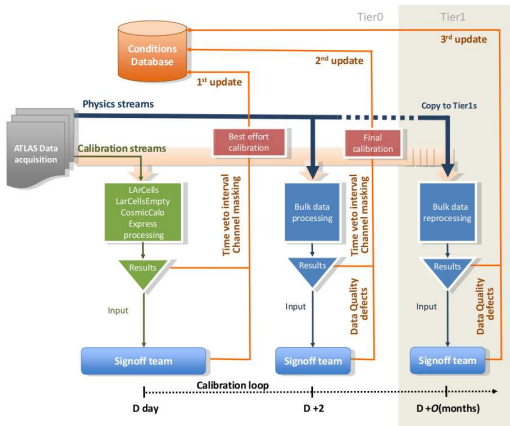 Tier0
Tier1
Conditions
Database
3rd update
2nd update
1st update
Physics streams
Copy to Tier1s
ATLAS Data
acquisition
Calibration streams
Best effort
calibration
Final
calibration
LArCells
LarCellsEmpty
CosmicCalo
Express
processing
Bulk data
processing
Bulk data
reprocessing
Time veto interval
Channel masking
Time veto interval
Channel masking
Results
Results
Results
Input
Input
Input
Data Quality
defects
Data Quality
defects
Signoff team
Signoff team
Signoff team
Calibration loop
D day
D +2
D +O(months)